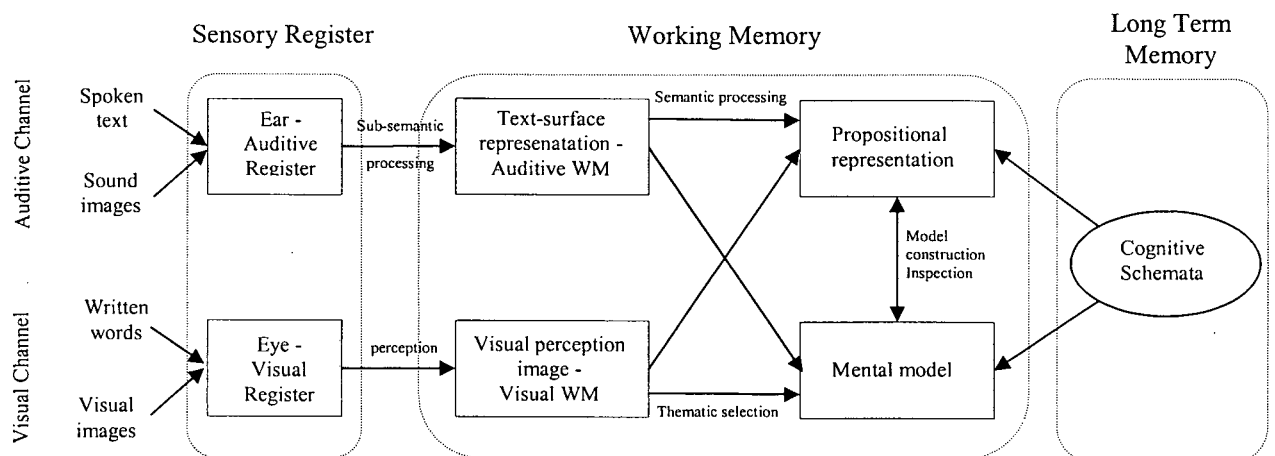 Sensory Register
Working Memory
Long Term
Memory
Auditive Channel
Spoken
text
Sound
images
Ear -
Auditive
Register
Sub-semantic
processing
Text-surface
represenatation -
Auditive WM
Semantic processing
Propositional
representation
Model
construction
Inspection
Cognitive
Schemata
Visual Channel
Written
words
Visual
images
Eye -
Visual
Register
perception
Visual perception
image -
Visual WM
Thematic selection
Mental model